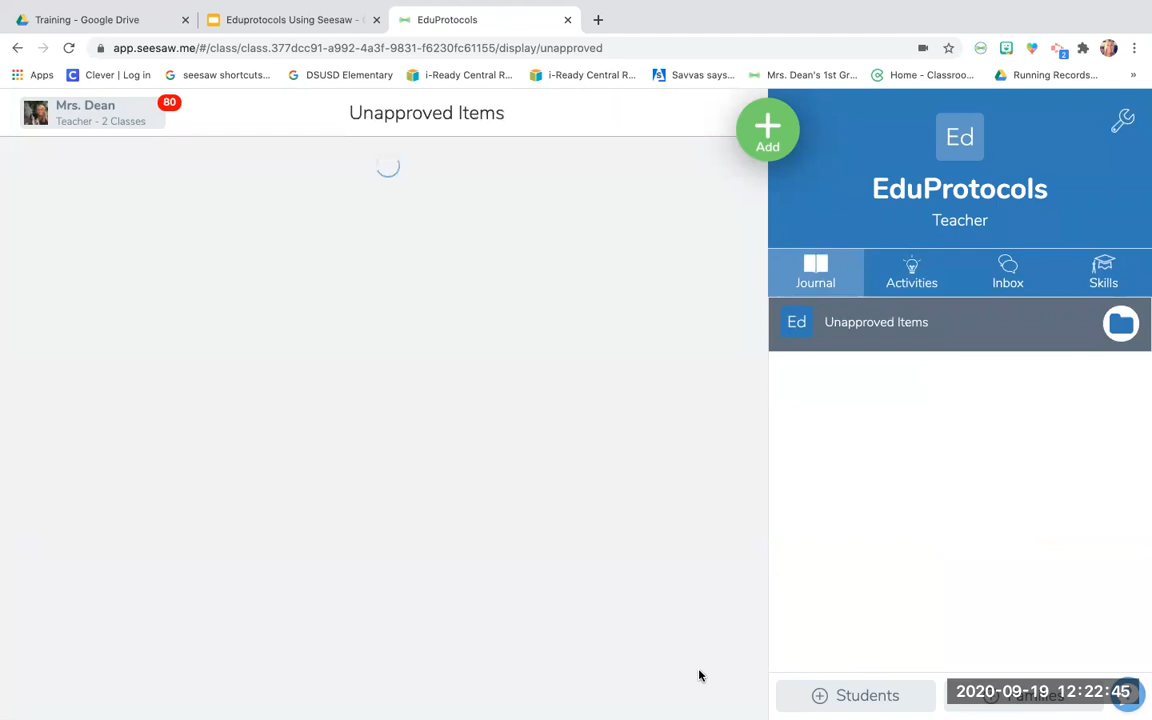 Training - Google Drive
Eduprotocols Using Seesaw -
EduProtocols
app.seesaw.me/#/class/class.377dcc91-a992-4a3f-9831-f6230fc61155/display/unapproved
2
Apps
Clever | Log in
seesaw shortcuts...
DSUSD Elementary
i-Ready Central R...
i-Ready Central R...
Savvas says...
Mrs. Dean's 1st Gr...
Home - Classroo...
Running Records...
»
Mrs. Dean
80
Teacher - 2 Classes
Unapproved Items
Add
Ed
EduProtocols
Teacher
Journal
Activities
Inbox
Skills
Ed
Unapproved Items
Students
Families
2020-09-19 12:22:45